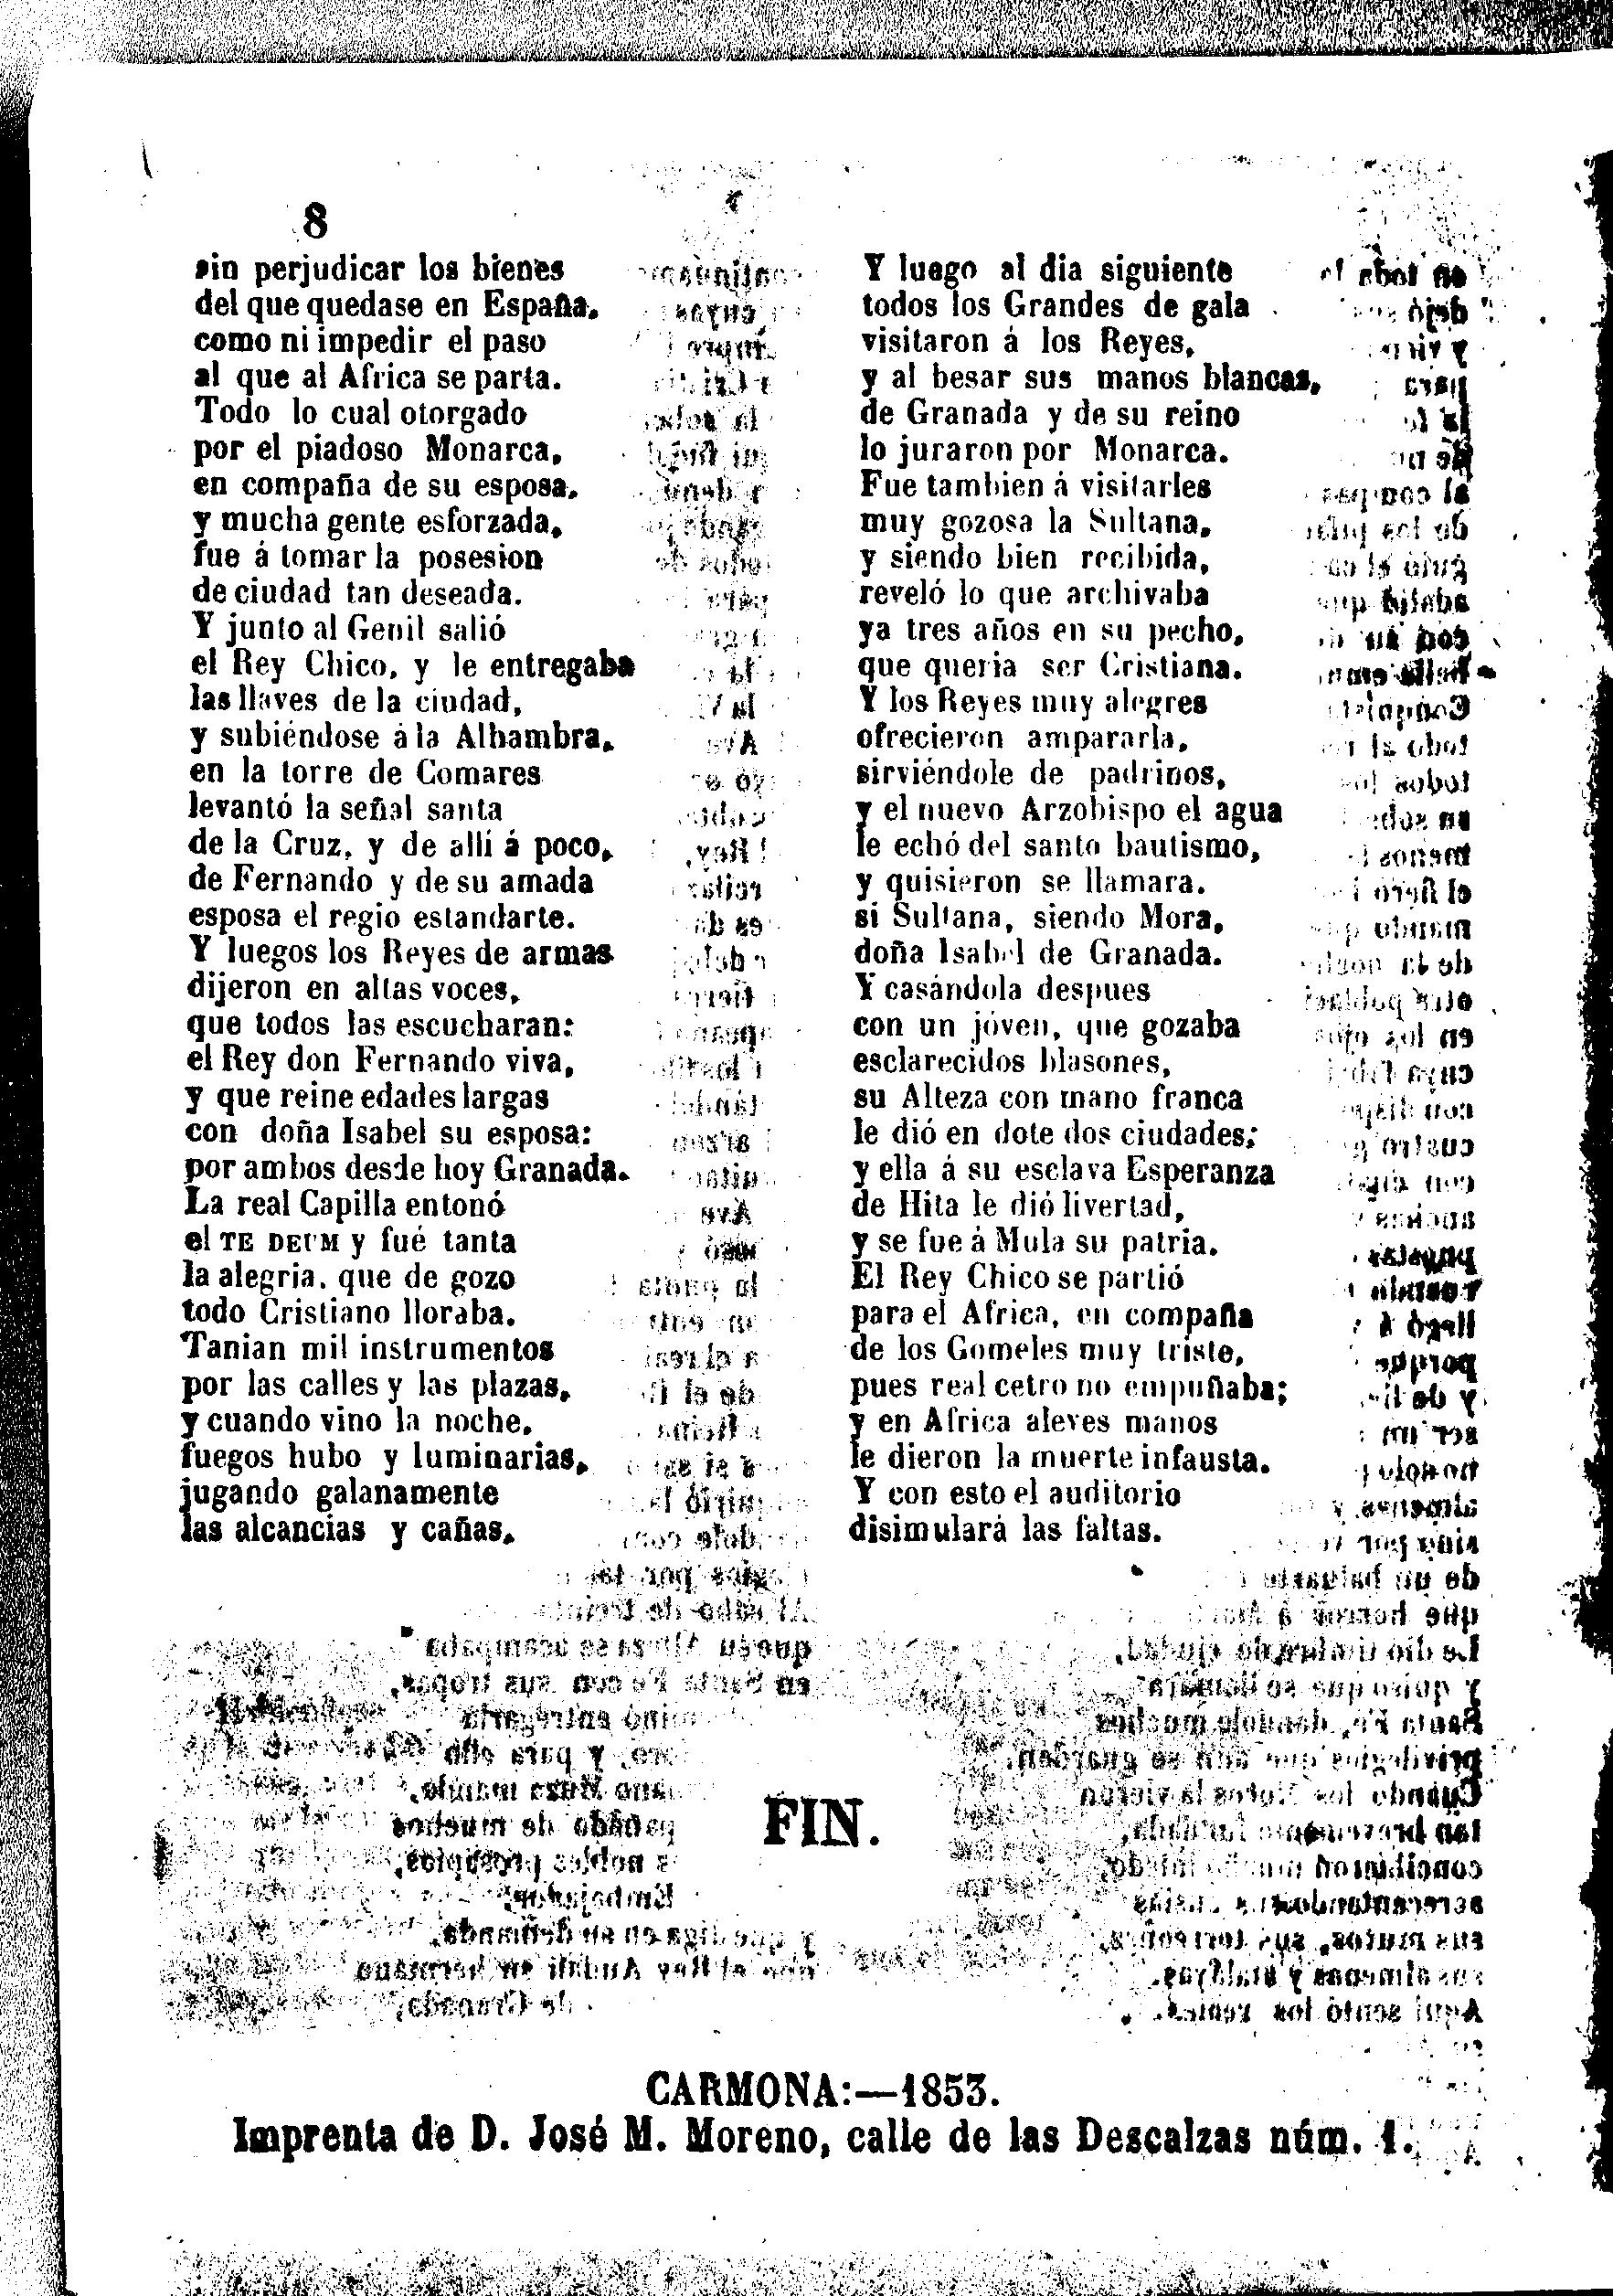 8
sin perjudicar los bienes
del que quedase en España,
como ni impedir el paso
al que al Africa se parta.
Todo lo cual otorgado
por el piadoso Monarca,
en compaña de su esposa,
y mucha gente esforzada,
fue á tomar la posesion
de ciudad tan deseada.
Y junto al Genil salió
el Rey Chico, y le entregaba
las llaves de la ciudad,
y subiéndose á la Alhambra,
en la torre de Comares
levantó la señal santa
de la Cruz, y de allí á poco,
de Fernando y de su amada
esposa el regio estandarte.
Y luegos los Reyes de armas
dijeron en altas voces,
que todos las escucharan:
el Rey don Fernando viva,
y que reine edades largas
con doña Isabel su esposa:
por ambos desde hoy Granada.
La real Capilla entonó
el TE DEUM y fué tanta
la alegria, que de gozo
todo Cristiano lloraba.
Tanian mil instrumentos
por las calles y las plazas,
y cuando vino la noche,
fuegos hubo y luminarias,
jugando galanamente
las alcancias y cañas,
Y luego al dia siguiente
todos los Grandes de gala
visitaron á los Reyes,
y al besar sus manos blancas,
de Granada y de su reino
lo juraron por Monarca.
Fue tambien á visitarles
muy gozosa la Sultana,
y siendo bien recibida,
reveló lo que archivaba
ya tres años en su pecho,
que queria ser Cristiana.
Y los Reyes muy alegres
ofrecieron ampararla,
sirviéndole de padrinos,
y el nuevo Arzobispo el agua
le echó del santo bautismo,
y quisieron se llamara.
si Sultana, siendo Mora,
doña Isabel de Granada.
Y casándola despues
con un jóven, que gozaba
esclarecidos blasones,
su Alteza con mano franca
le dió en dote dos ciudades;
y ella á su esclava Esperanza
de Hita le dió livertad,
y se fue á Mula su patria.
El Rey Chico se partió
para el Africa, en compaña
de los Gomeles muy triste,
pues real cetro no empuñaba;
y en Africa aleves manos
le dieron la muerte infausta.
Y con esto el auditorio
disimulará las faltas.
FIN.
CARMONA:—1853.
Imprenta de D. José M. Moreno, calle de las Descalzas núm. 1.